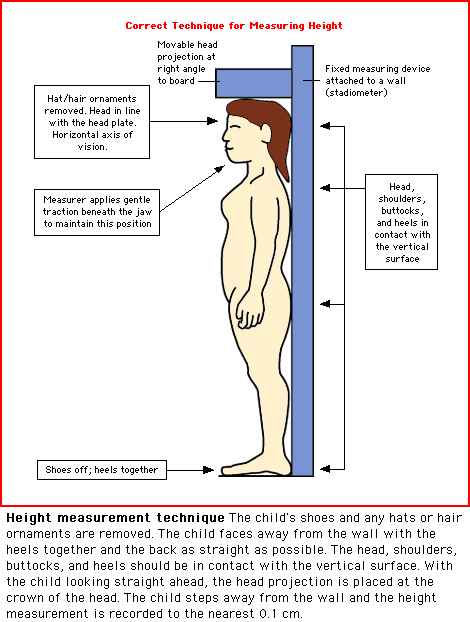 Correct Technique for Measuring Height
Movable head
projection at
right angle
to board
Fixed measuring device
attached to a wall
(stadiometer)
Hat/hair ornaments
removed. Head in line
with the head plate.
Horizontal axis of
vision.
Measurer applies gentle
traction beneath the jaw
to maintain this position
Head,
shoulders,
buttocks,
and heels in
contact with
the vertical
surface
Shoes off; heels together
Height measurement technique The child's shoes and any hats or hair
ornaments are removed. The child faces away from the wall with the
heels together and the back as straight as possible. The head, shoulders,
buttocks, and heels should be in contact with the vertical surface. With
the child looking straight ahead, the head projection is placed at the
crown of the head. The child steps away from the wall and the height
measurement is recorded to the nearest 0.1 cm.